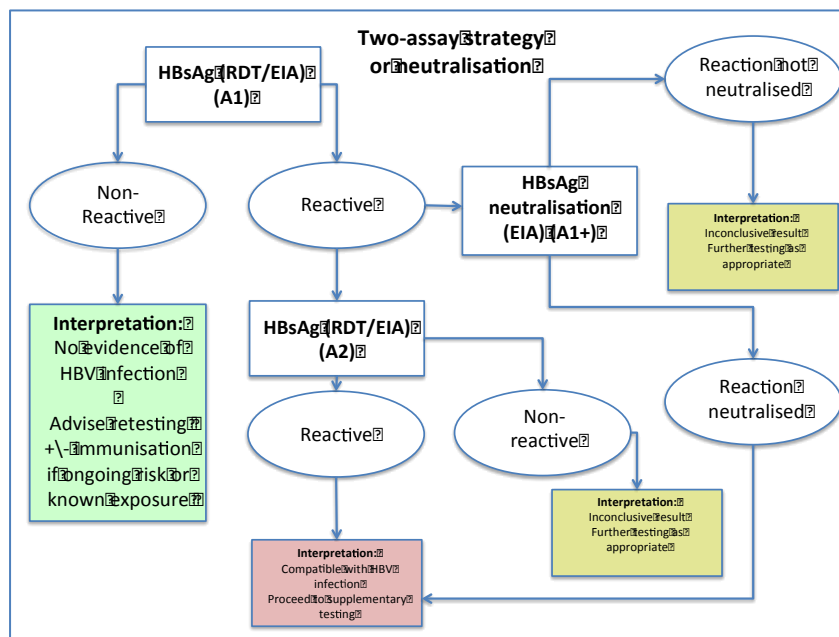 Two-assay strategy
or neutralisation
HBsAg (RDT/EIA)
(A1)
Reaction not
neutralised
Non-
Reactive
Reactive
HBsAg
neutralisation
(EIA) (A1+)
Interpretation:
Inconclusive result
Further testing as
appropriate
Interpretation:
No evidence of
HBV infection
Advise retesting
+\- immunisation
if ongoing risk or
known exposure
HBsAg (RDT/EIA)
(A2)
Reactive
Non-
reactive
Reaction
neutralised
Interpretation:
Inconclusive result
Further testing as
appropriate
Interpretation:
Compatible with HBV
infection
Proceed to supplementary
testing